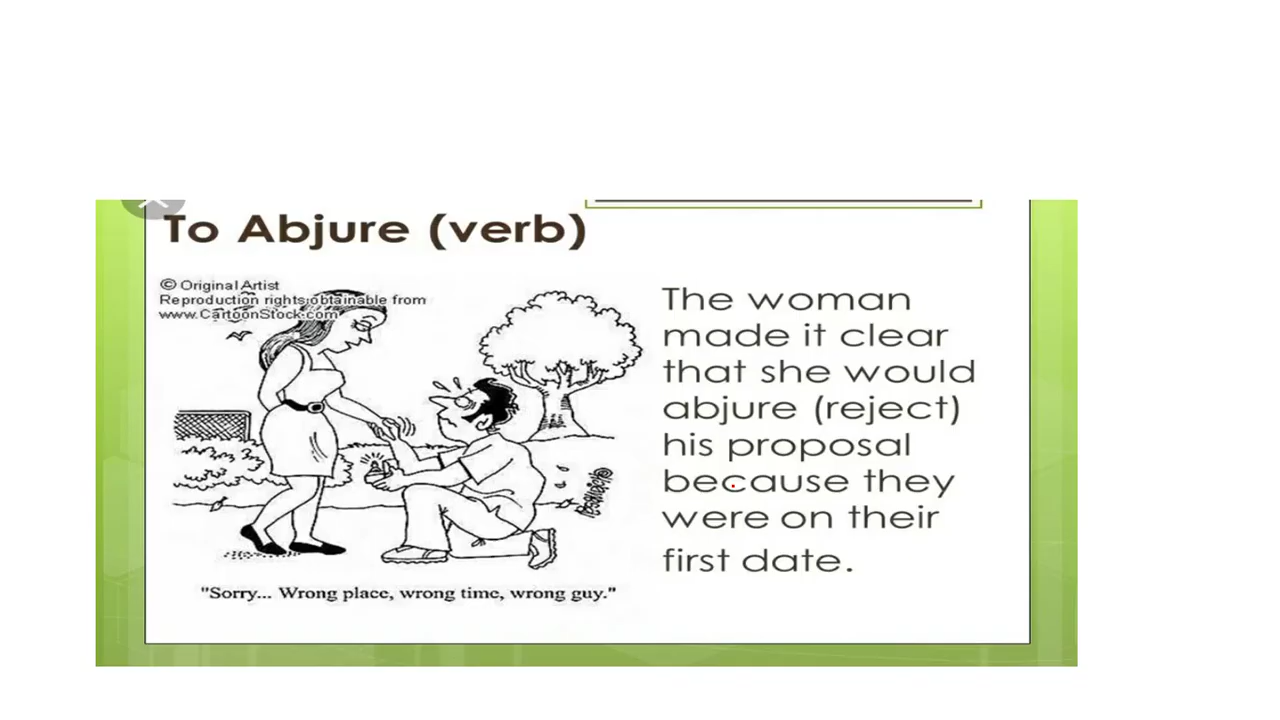 To Abjure (verb)
© Original Artist
Reproduction rights obtainable from
www.CartoonStock.com
The woman
made it clear
that she would
abjure (reject)
his proposal
because they
were on their
first date.
"Sorry... Wrong place, wrong time, wrong guy."